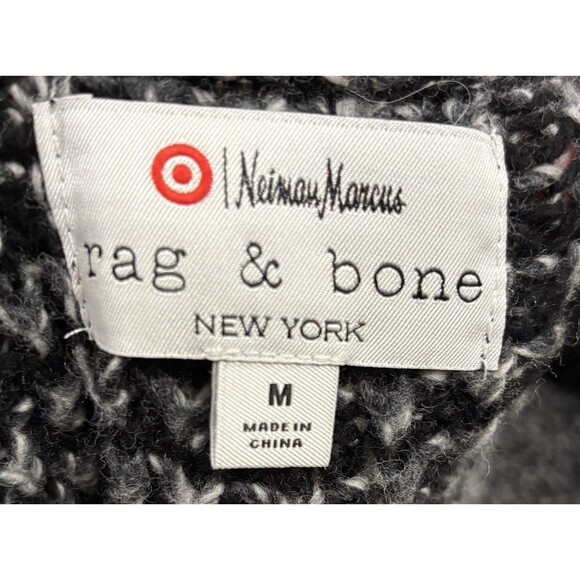 Neiman Marcus
rag & bone
NEW YORK
M
MADE IN
CHINA